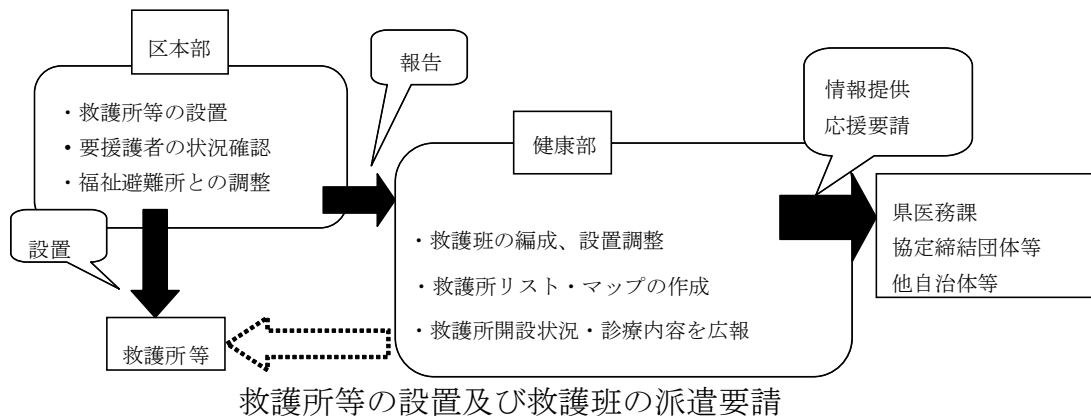 区本部
・救護所等の設置
・要援護者の状況確認
・福祉避難所との調整
報告
設置
救護所等
健康部
・救護班の編成、設置調整
・救護所リスト・マップの作成
・救護所開設状況・診療内容を広報
情報提供
応援要請
県医務課
協定締結団体等
他自治体等
救護所等の設置及び救護班の派遣要請